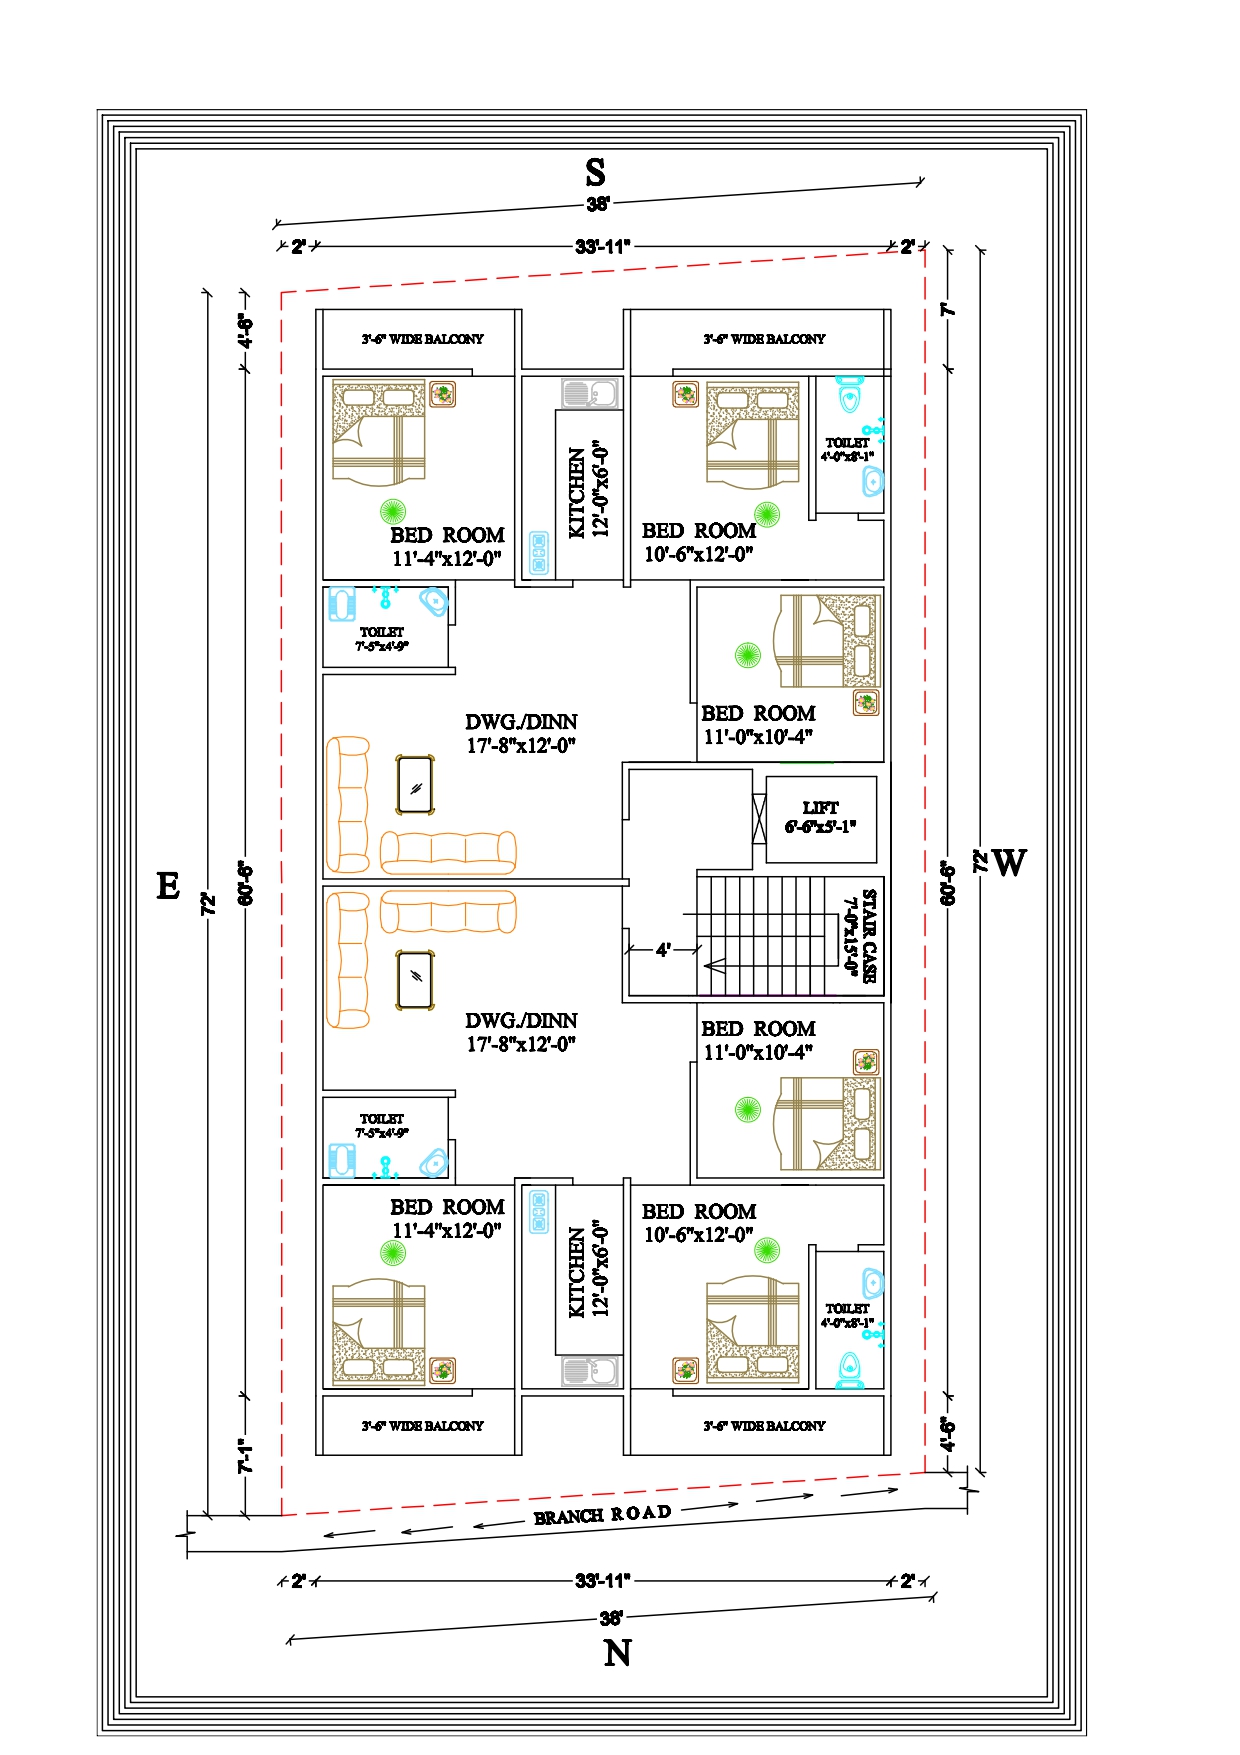 S
38'
2'
33'-11"
2'
4'-6"
7'
3'-6" WIDE BALCONY
3'-6" WIDE BALCONY
TOILET
4'-0"x8'-1"
KITCHEN
12'-0"x6'-0"
BED ROOM
11'-4"x12'-0"
BED ROOM
10'-6"x12'-0"
TOILET
7'-5"x4'-9"
BED ROOM
11'-0"x10'-4"
DWG./DINN
17'-8"x12'-0"
LIFT
6'-6"x5'-1"
E
72'
60'-6"
60'-6"
72'
W
STAIR CASE
7'-0"x15'-0"
4'
DWG./DINN
17'-8"x12'-0"
BED ROOM
11'-0"x10'-4"
TOILET
7'-5"x4'-9"
BED ROOM
11'-4"x12'-0"
BED ROOM
10'-6"x12'-0"
KITCHEN
12'-0"x6'-0"
TOILET
4'-0"x8'-1"
3'-6" WIDE BALCONY
3'-6" WIDE BALCONY
7'-1"
4'-6"
BRANCH ROAD
2'
33'-11"
2'
38'
N